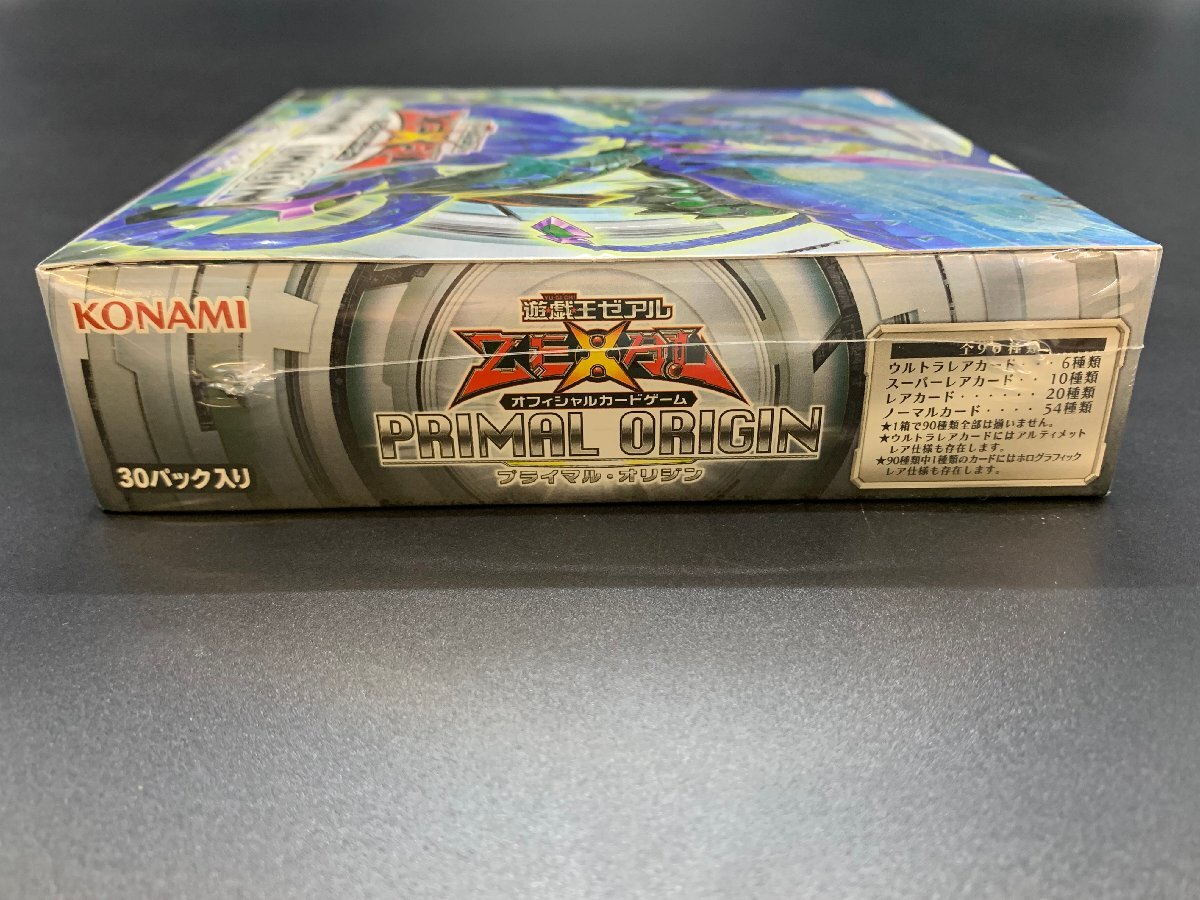 KONAMI
YU-GI-OH!
遊戯王ゼアル
ZEXAL
オフィシャルカードゲーム
PRIMAL ORIGIN
プライマル・オリジン
30パック入り
ウルトラレアカード・・・6種類
スーパーレアカード・・10種類
レアカード・・・・・・20種類
ノーマルカード・・・・・54種類
★1箱で90種類全部は揃いません。
★ウルトラレアカードにはアルティメット
レア仕様も存在します。
★90種類中1種類のカードにはホログラフィック
レア仕様も存在します。